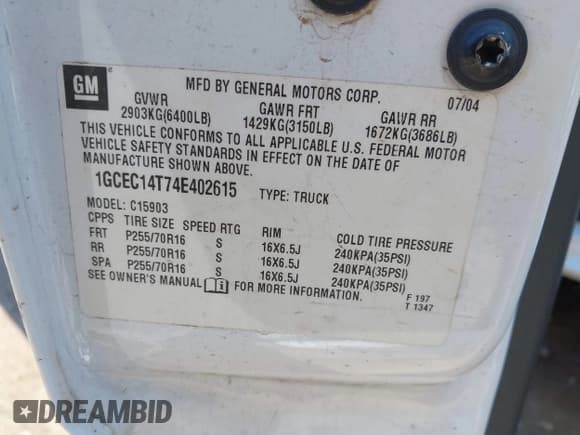 GM
MFD BY GENERAL MOTORS CORP.
07/04
GVWR GAWR FRT GAWR RR
2903KG(6400LB) 1429KG(3150LB) 1672KG(3686LB)
THIS VEHICLE CONFORMS TO ALL APPLICABLE U.S. FEDERAL MOTOR
VEHICLE SAFETY STANDARDS IN EFFECT ON THE DATE OF
MANUFACTURE SHOWN ABOVE.
1GCEC14T74E402615 TYPE: TRUCK
MODEL: C15903
CPPS TIRE SIZE SPEED RTG RIM COLD TIRE PRESSURE
FRT P255/70R16 S 16X6.5J 240KPA(35PSI)
RR P255/70R16 S 16X6.5J 240KPA(35PSI)
SPA P255/70R16 S 16X6.5J 240KPA(35PSI)
SEE OWNER'S MANUAL FOR MORE INFORMATION.
F 197
T 1347
DREAMBID